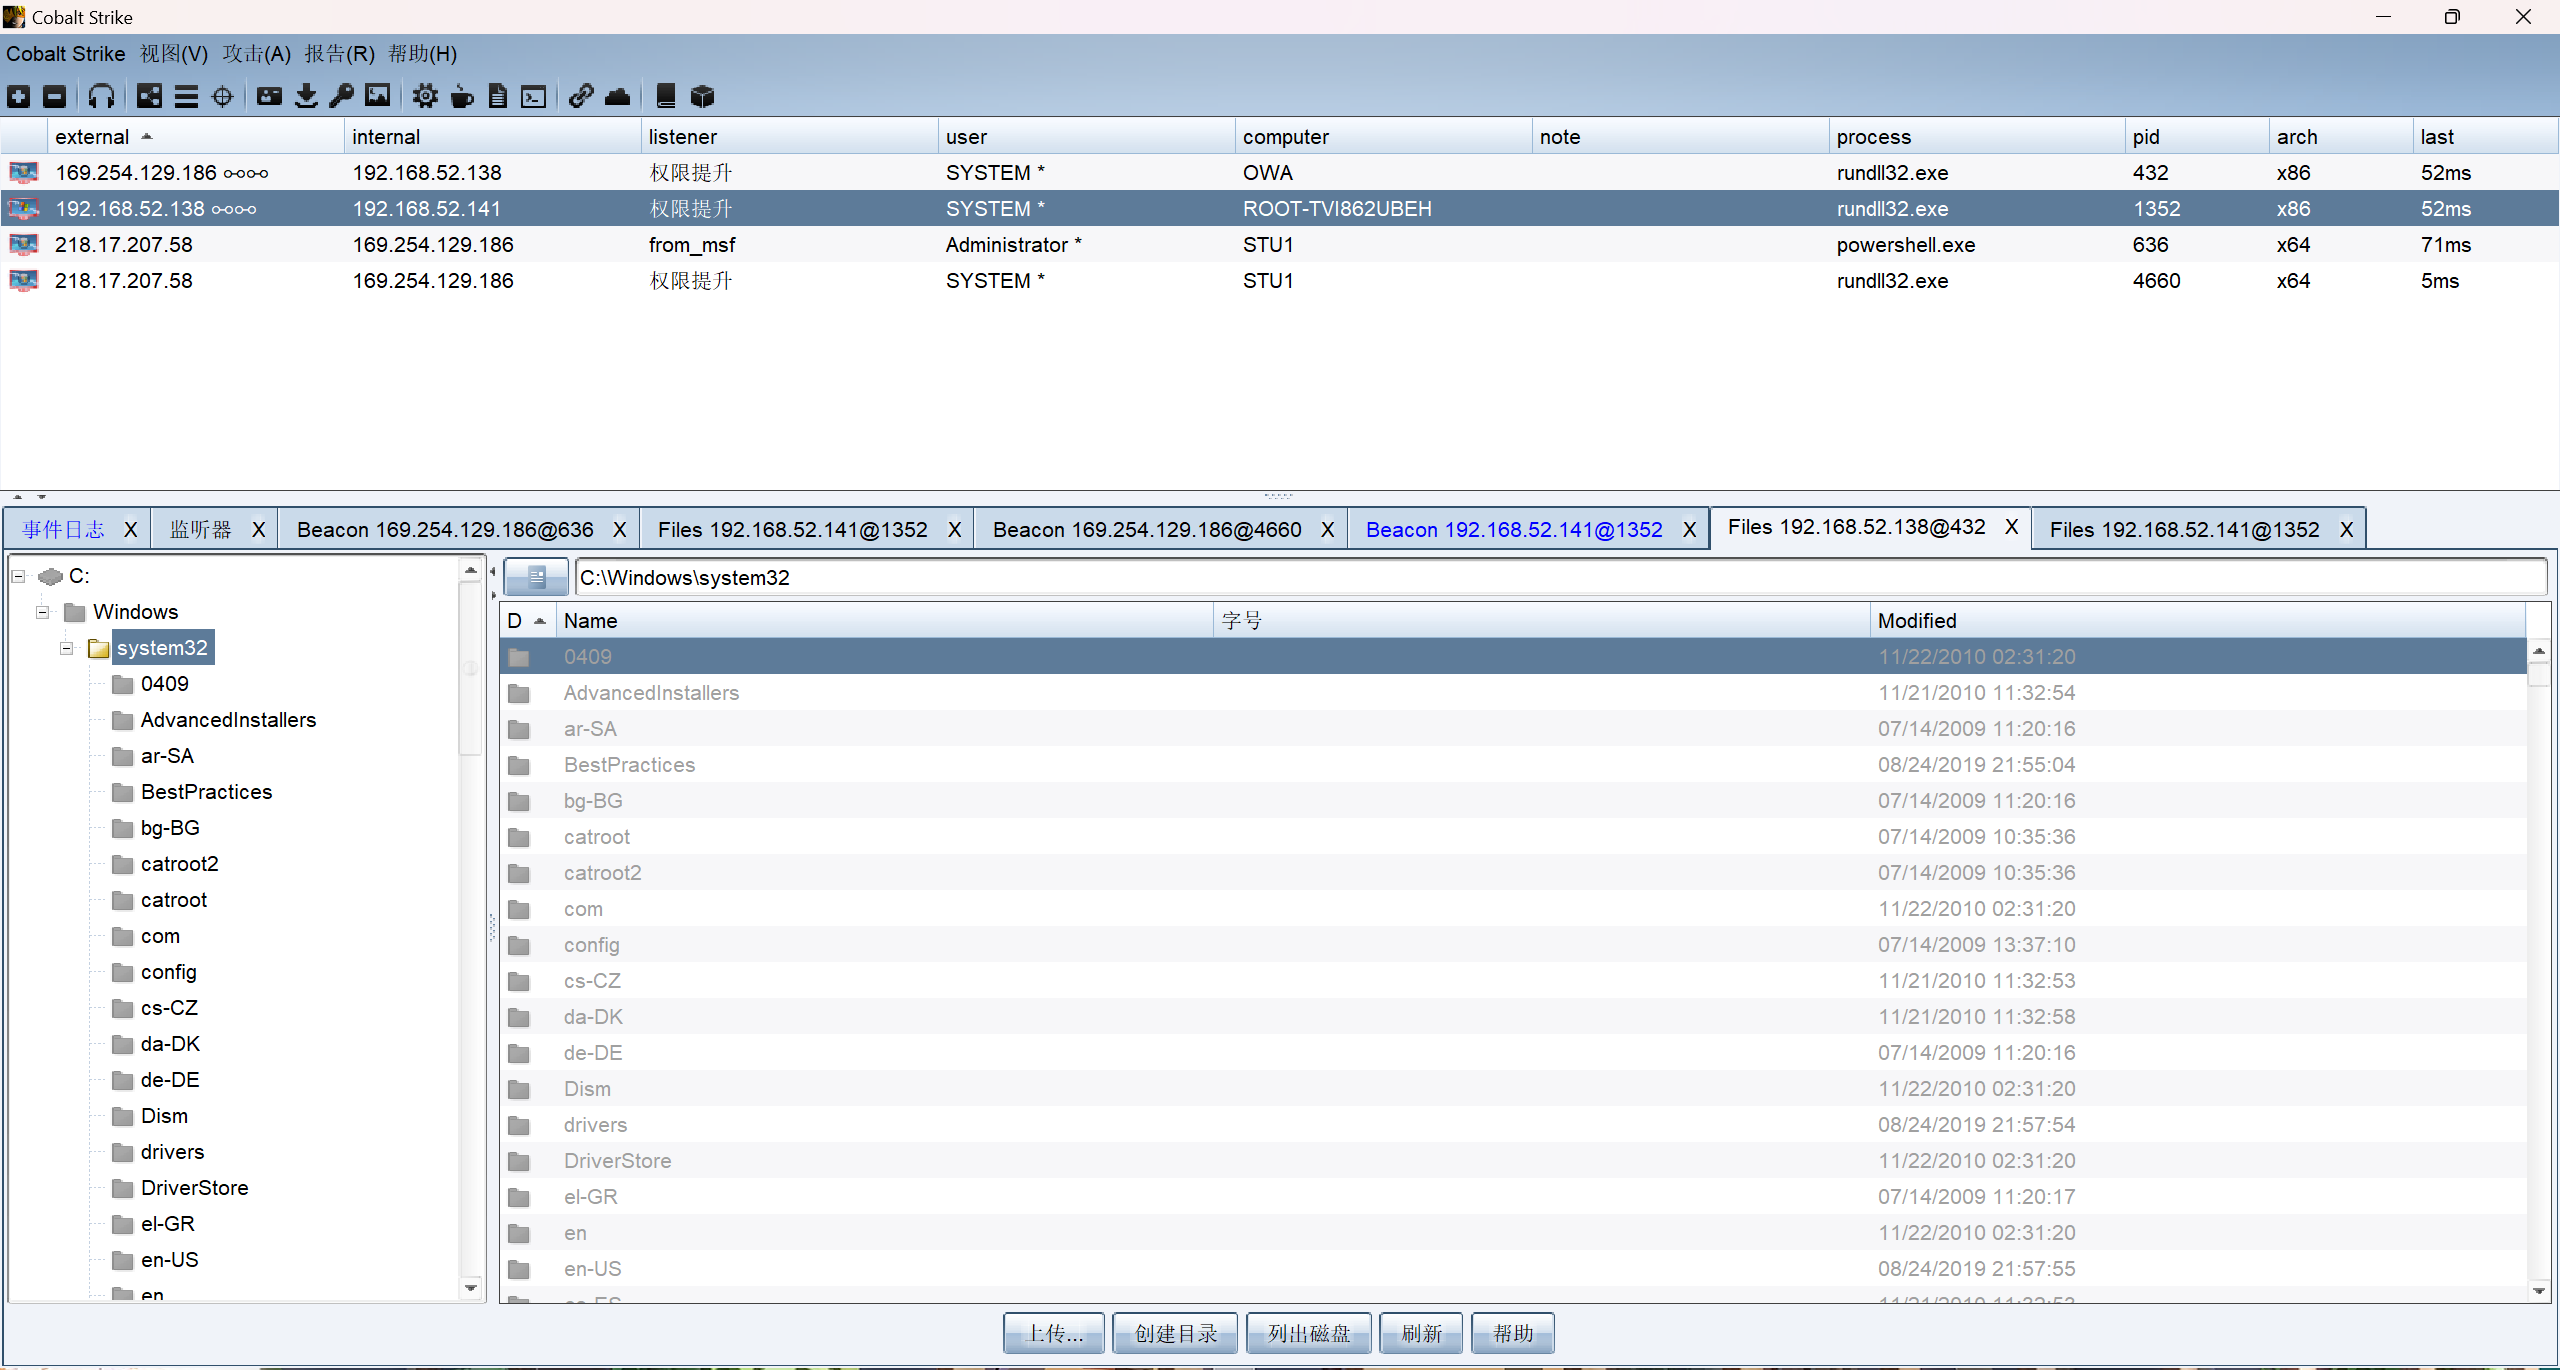 Cobalt Strike
Cobalt Strike 视图(V) 攻击(A) 报告(R) 帮助(H)
external internal listener user computer note process pid arch last
169.254.129.186 192.168.52.138 权限提升 SYSTEM * OWA rundll32.exe 432 x86 52ms
192.168.52.138 192.168.52.141 权限提升 SYSTEM * ROOT-TVI862UBEH rundll32.exe 1352 x86 52ms
218.17.207.58 169.254.129.186 from_msf Administrator * STU1 powershell.exe 636 x64 71ms
218.17.207.58 169.254.129.186 权限提升 SYSTEM * STU1 rundll32.exe 4660 x64 5ms
事件日志 X 监听器 X Beacon 169.254.129.186@636 X Files 192.168.52.141@1352 X Beacon 169.254.129.186@4660 X Beacon 192.168.52.141@1352 X Files 192.168.52.138@432 X Files 192.168.52.141@1352 X
C:
Windows
system32
0409
AdvancedInstallers
ar-SA
BestPractices
bg-BG
catroot2
catroot
com
config
cs-CZ
da-DK
de-DE
Dism
drivers
DriverStore
el-GR
en-US
en
C:\Windows\system32
D Name 字号 Modified
0409 11/22/2010 02:31:20
AdvancedInstallers 11/21/2010 11:32:54
ar-SA 07/14/2009 11:20:16
BestPractices 08/24/2019 21:55:04
bg-BG 07/14/2009 11:20:16
catroot 07/14/2009 10:35:36
catroot2 07/14/2009 10:35:36
com 11/22/2010 02:31:20
config 07/14/2009 13:37:10
cs-CZ 11/21/2010 11:32:53
da-DK 11/21/2010 11:32:58
de-DE 07/14/2009 11:20:16
Dism 11/22/2010 02:31:20
drivers 08/24/2019 21:57:54
DriverStore 11/22/2010 02:31:20
el-GR 07/14/2009 11:20:17
en 11/22/2010 02:31:20
en-US 08/24/2019 21:57:55
上传... 创建目录 列出磁盘 刷新 帮助